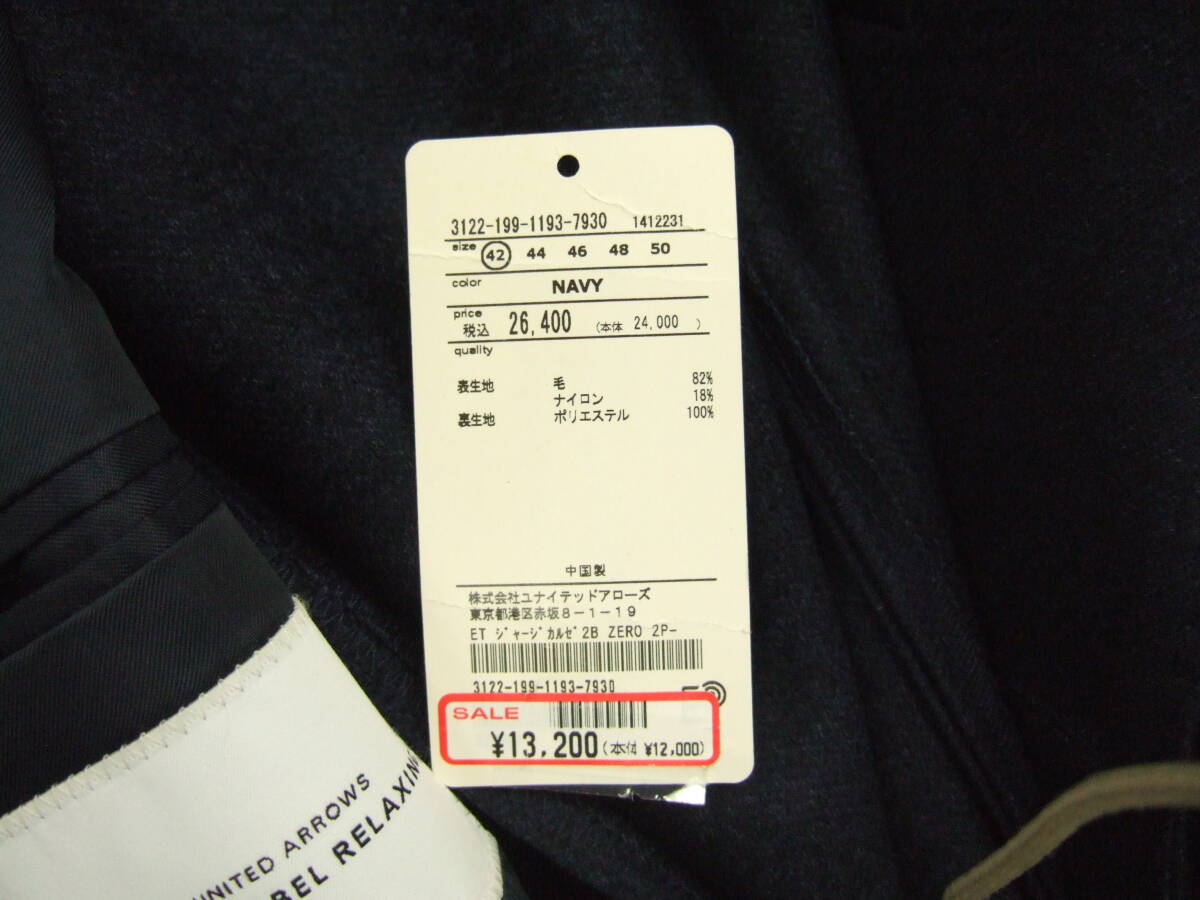 3122-199-1193-7930 1412231
size 42 44 46 48 50
color NAVY
price 税込 26,400 (本体 24,000 )
quality
表生地 毛 82%
ナイロン 18%
裏生地 ポリエステル 100%
中国製
株式会社ユナイテッドアローズ
東京都港区赤坂8-1-19
ET ジャージカルゼ2B ZERO 2P-
3122-199-1193-7930
SALE
¥13,200(本体 ¥12,000)
UNITED ARROWS
RELAXING